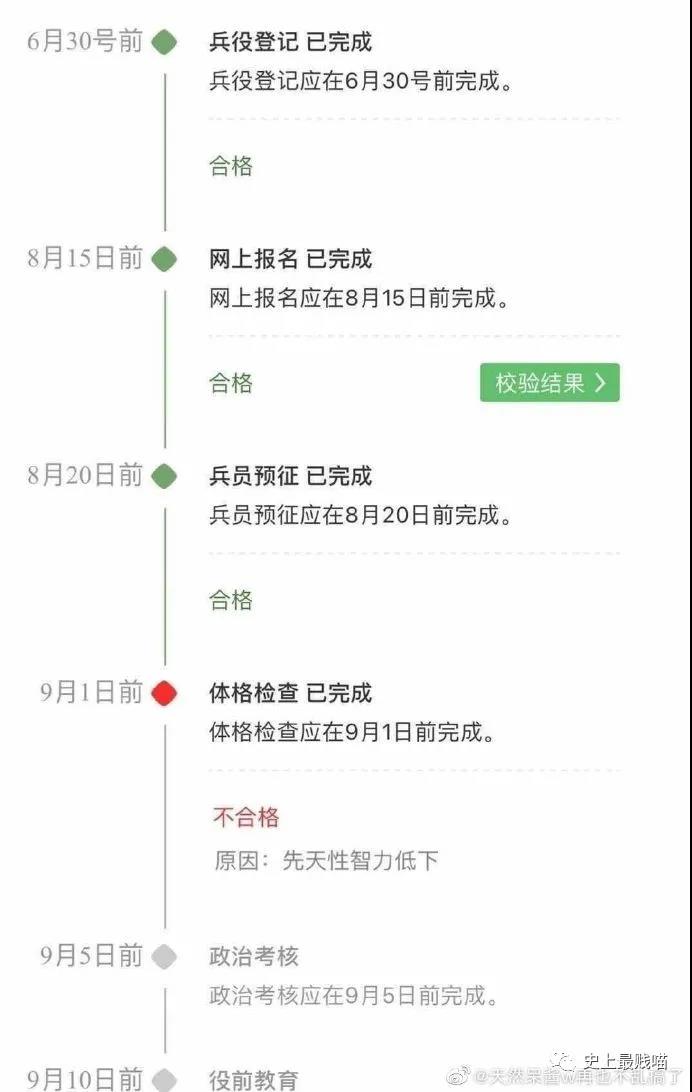 6月30号前
兵役登记 已完成
兵役登记应在6月30号前完成。
合格
8月15日前
网上报名 已完成
网上报名应在8月15日前完成。
合格
校验结果
8月20日前
兵员预征 已完成
兵员预征应在8月20日前完成。
合格
9月1日前
体格检查 已完成
体格检查应在9月1日前完成。
不合格
原因：先天性智力低下
9月5日前
政治考核
政治考核应在9月5日前完成。
史上最贱喵
9月10日前
役前教育
@天然呆酱W再也不乱搞了